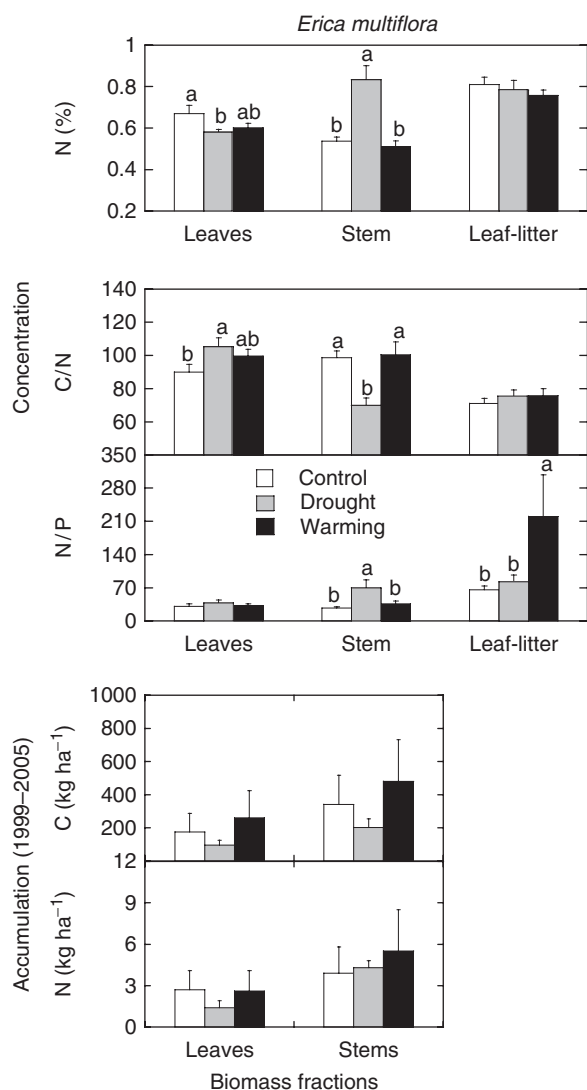 Erica multiflora
1
0.8
0.6
0.4
0.2
N (%)
a
b
ab
b
a
b
Leaves
Stem
Leaf-litter
Concentration
140
120
100
80
60
C/N
b
a
ab
a
b
a
350
280
210
140
70
0
N/P
Control
Drought
Warming
b
a
b
b
b
a
Leaves
Stem
Leaf-litter
Accumulation (1999–2005)
1000
800
600
400
200
C (kg ha−1)
12
9
6
3
0
N (kg ha−1)
Leaves
Stems
Biomass fractions